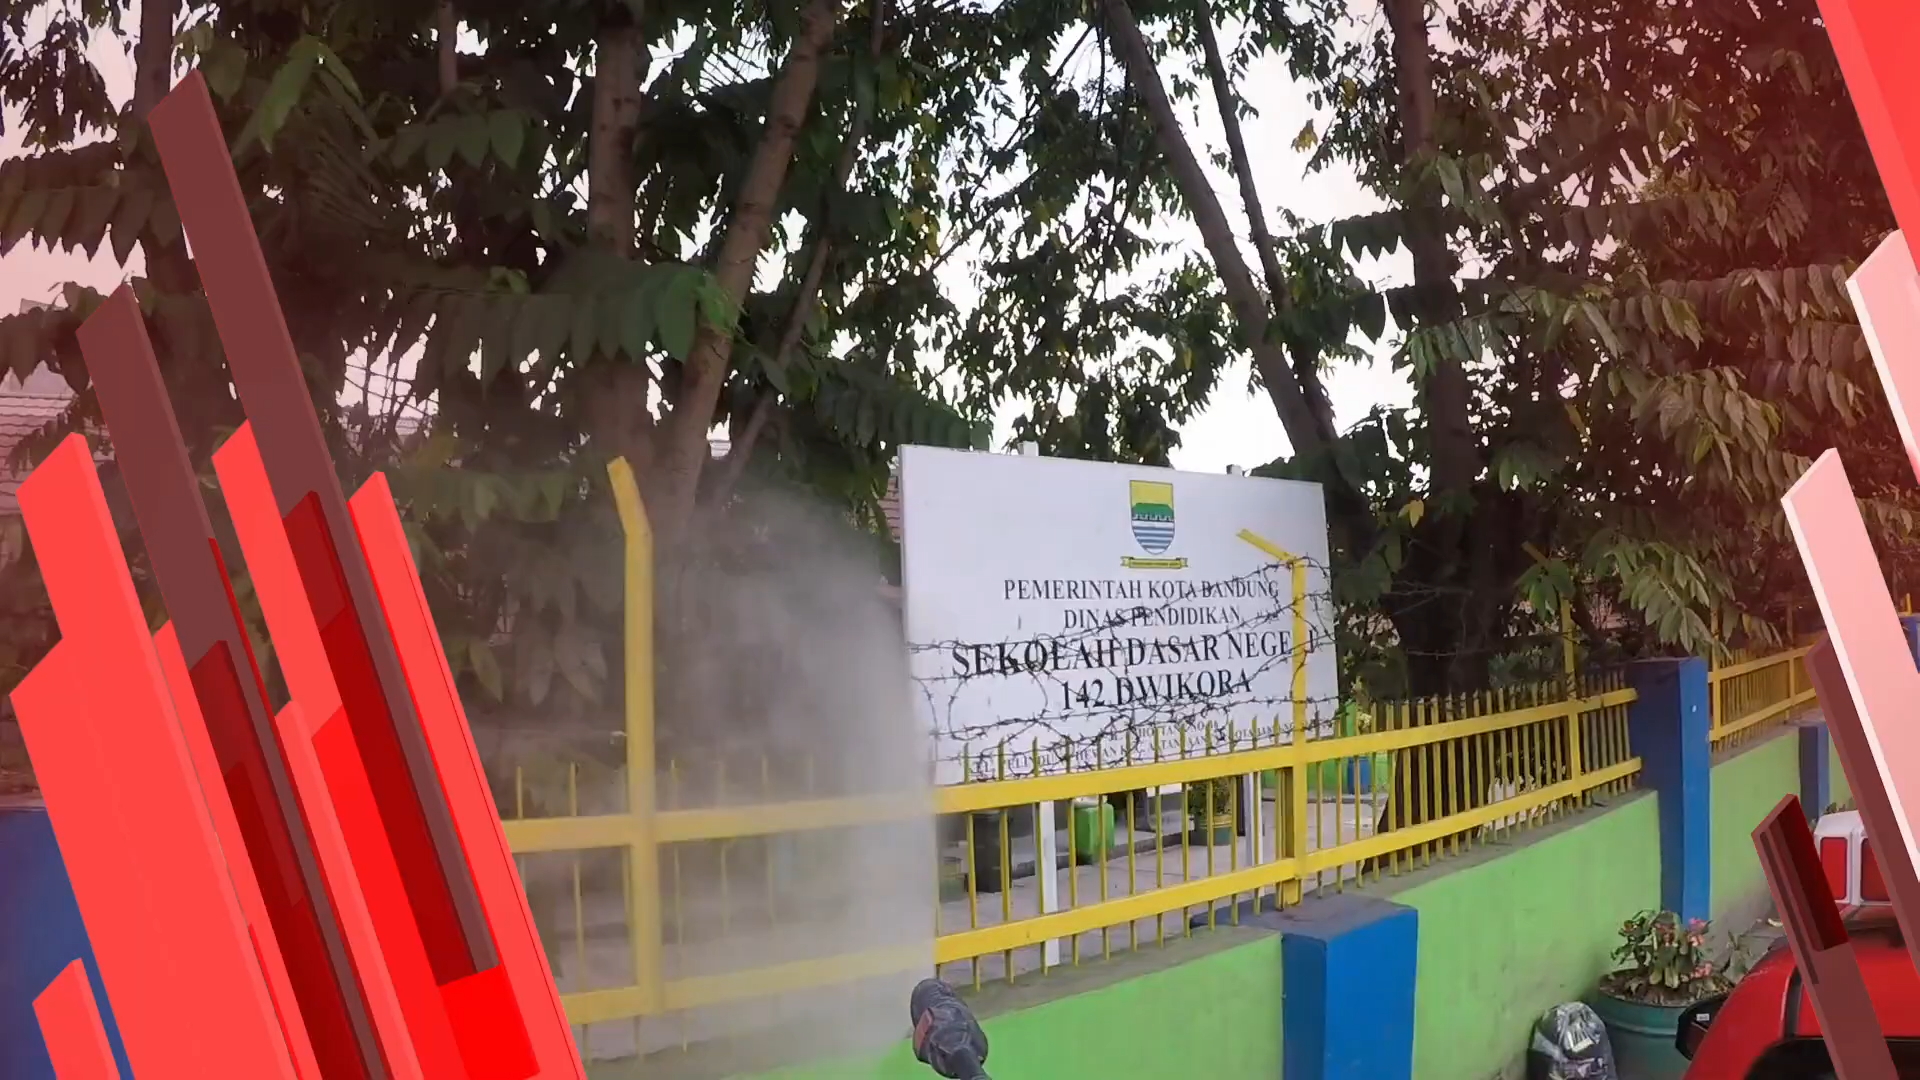 PEMERINTAH KOTA BANDUNG
DINAS PENDIDIKAN
SEKOLAH DASAR NEGE
142 DWIKORA